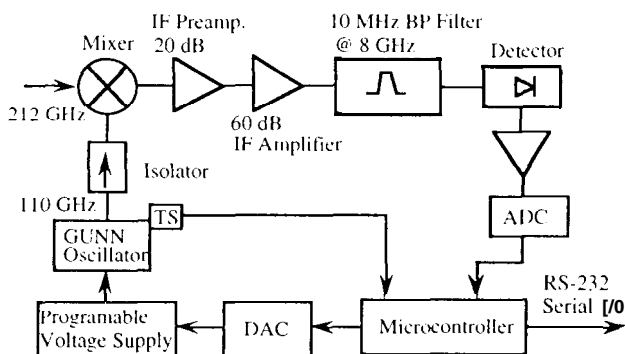 IF Preamp.
20 dB
10 MHz BP Filter
@ 8 GHz
Mixer
Detector
212 GHz
60 dB
IF Amplifier
Isolator
110 GHz
TS
GUNN
Oscillator
ADC
RS-232
Serial [/0
Programable
Voltage Supply
DAC
Microcontroller